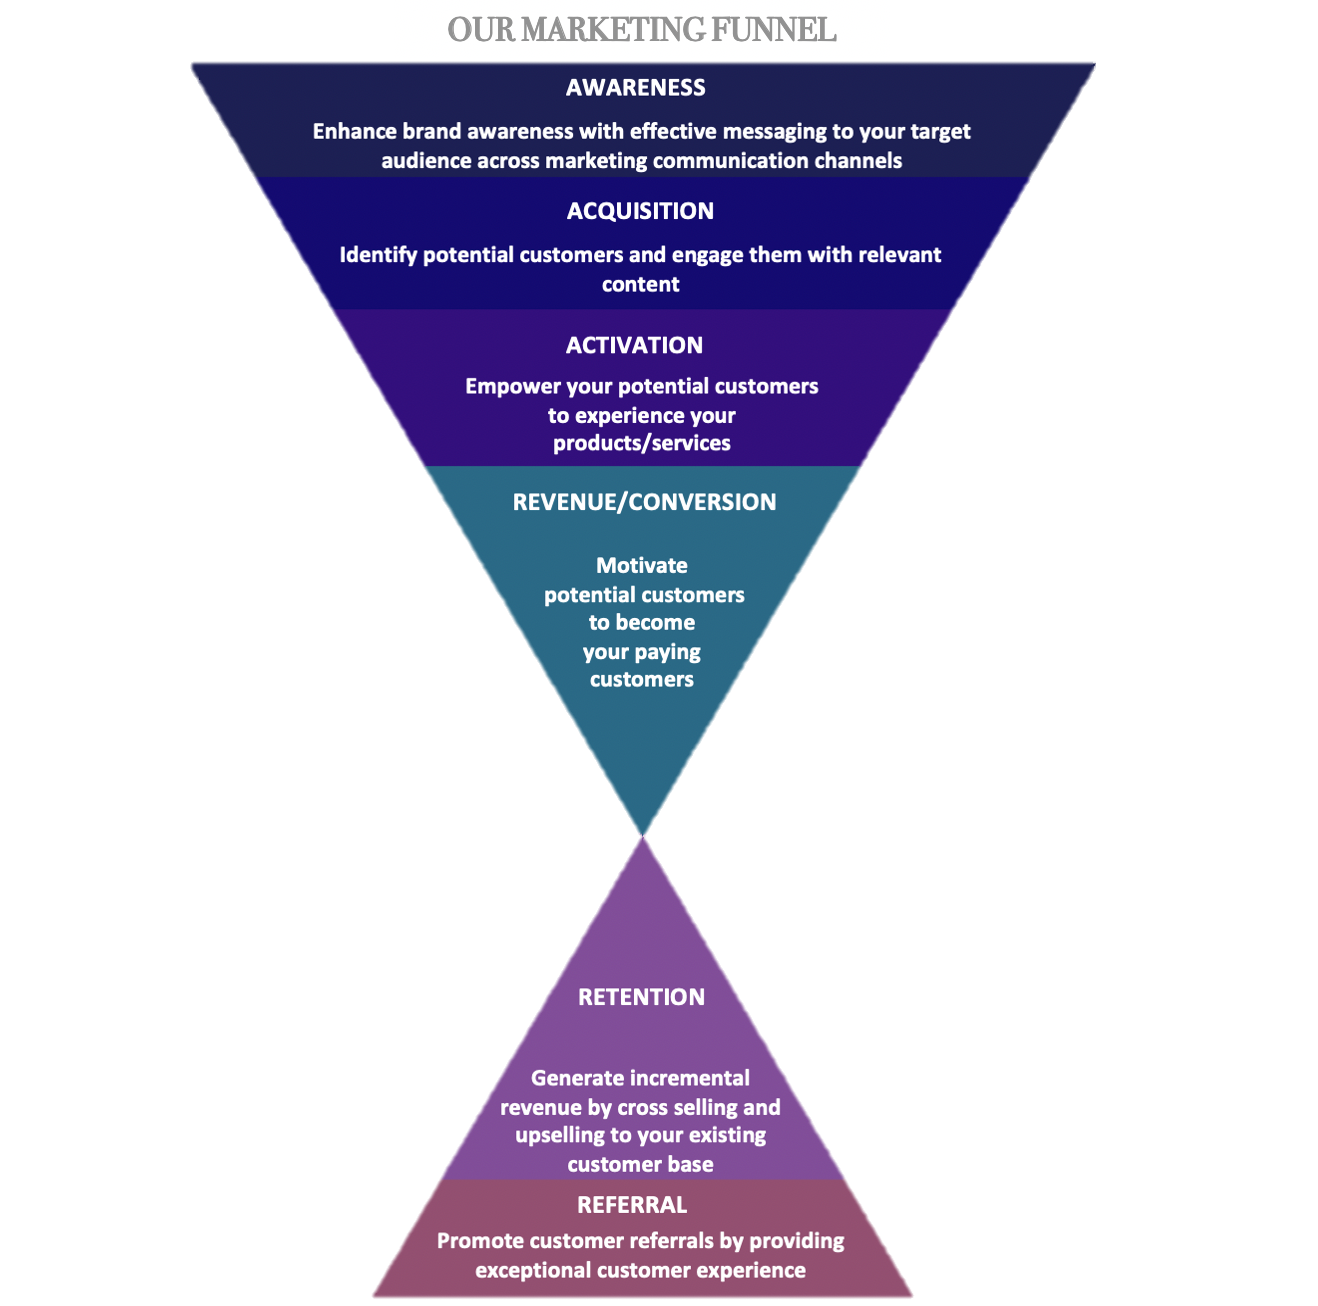 OUR MARKETING FUNNEL
AWARENESS
Enhance brand awareness with effective messaging to your target
audience across marketing communication channels
ACQUISITION
Identify potential customers and engage them with relevant
content
ACTIVATION
Empower your potential customers
to experience your
products/services
REVENUE/CONVERSION
Motivate
potential customers
to become
your paying
customers
RETENTION
Generate incremental
revenue by cross selling and
upselling to your existing
customer base
REFERRAL
Promote customer referrals by providing
exceptional customer experience